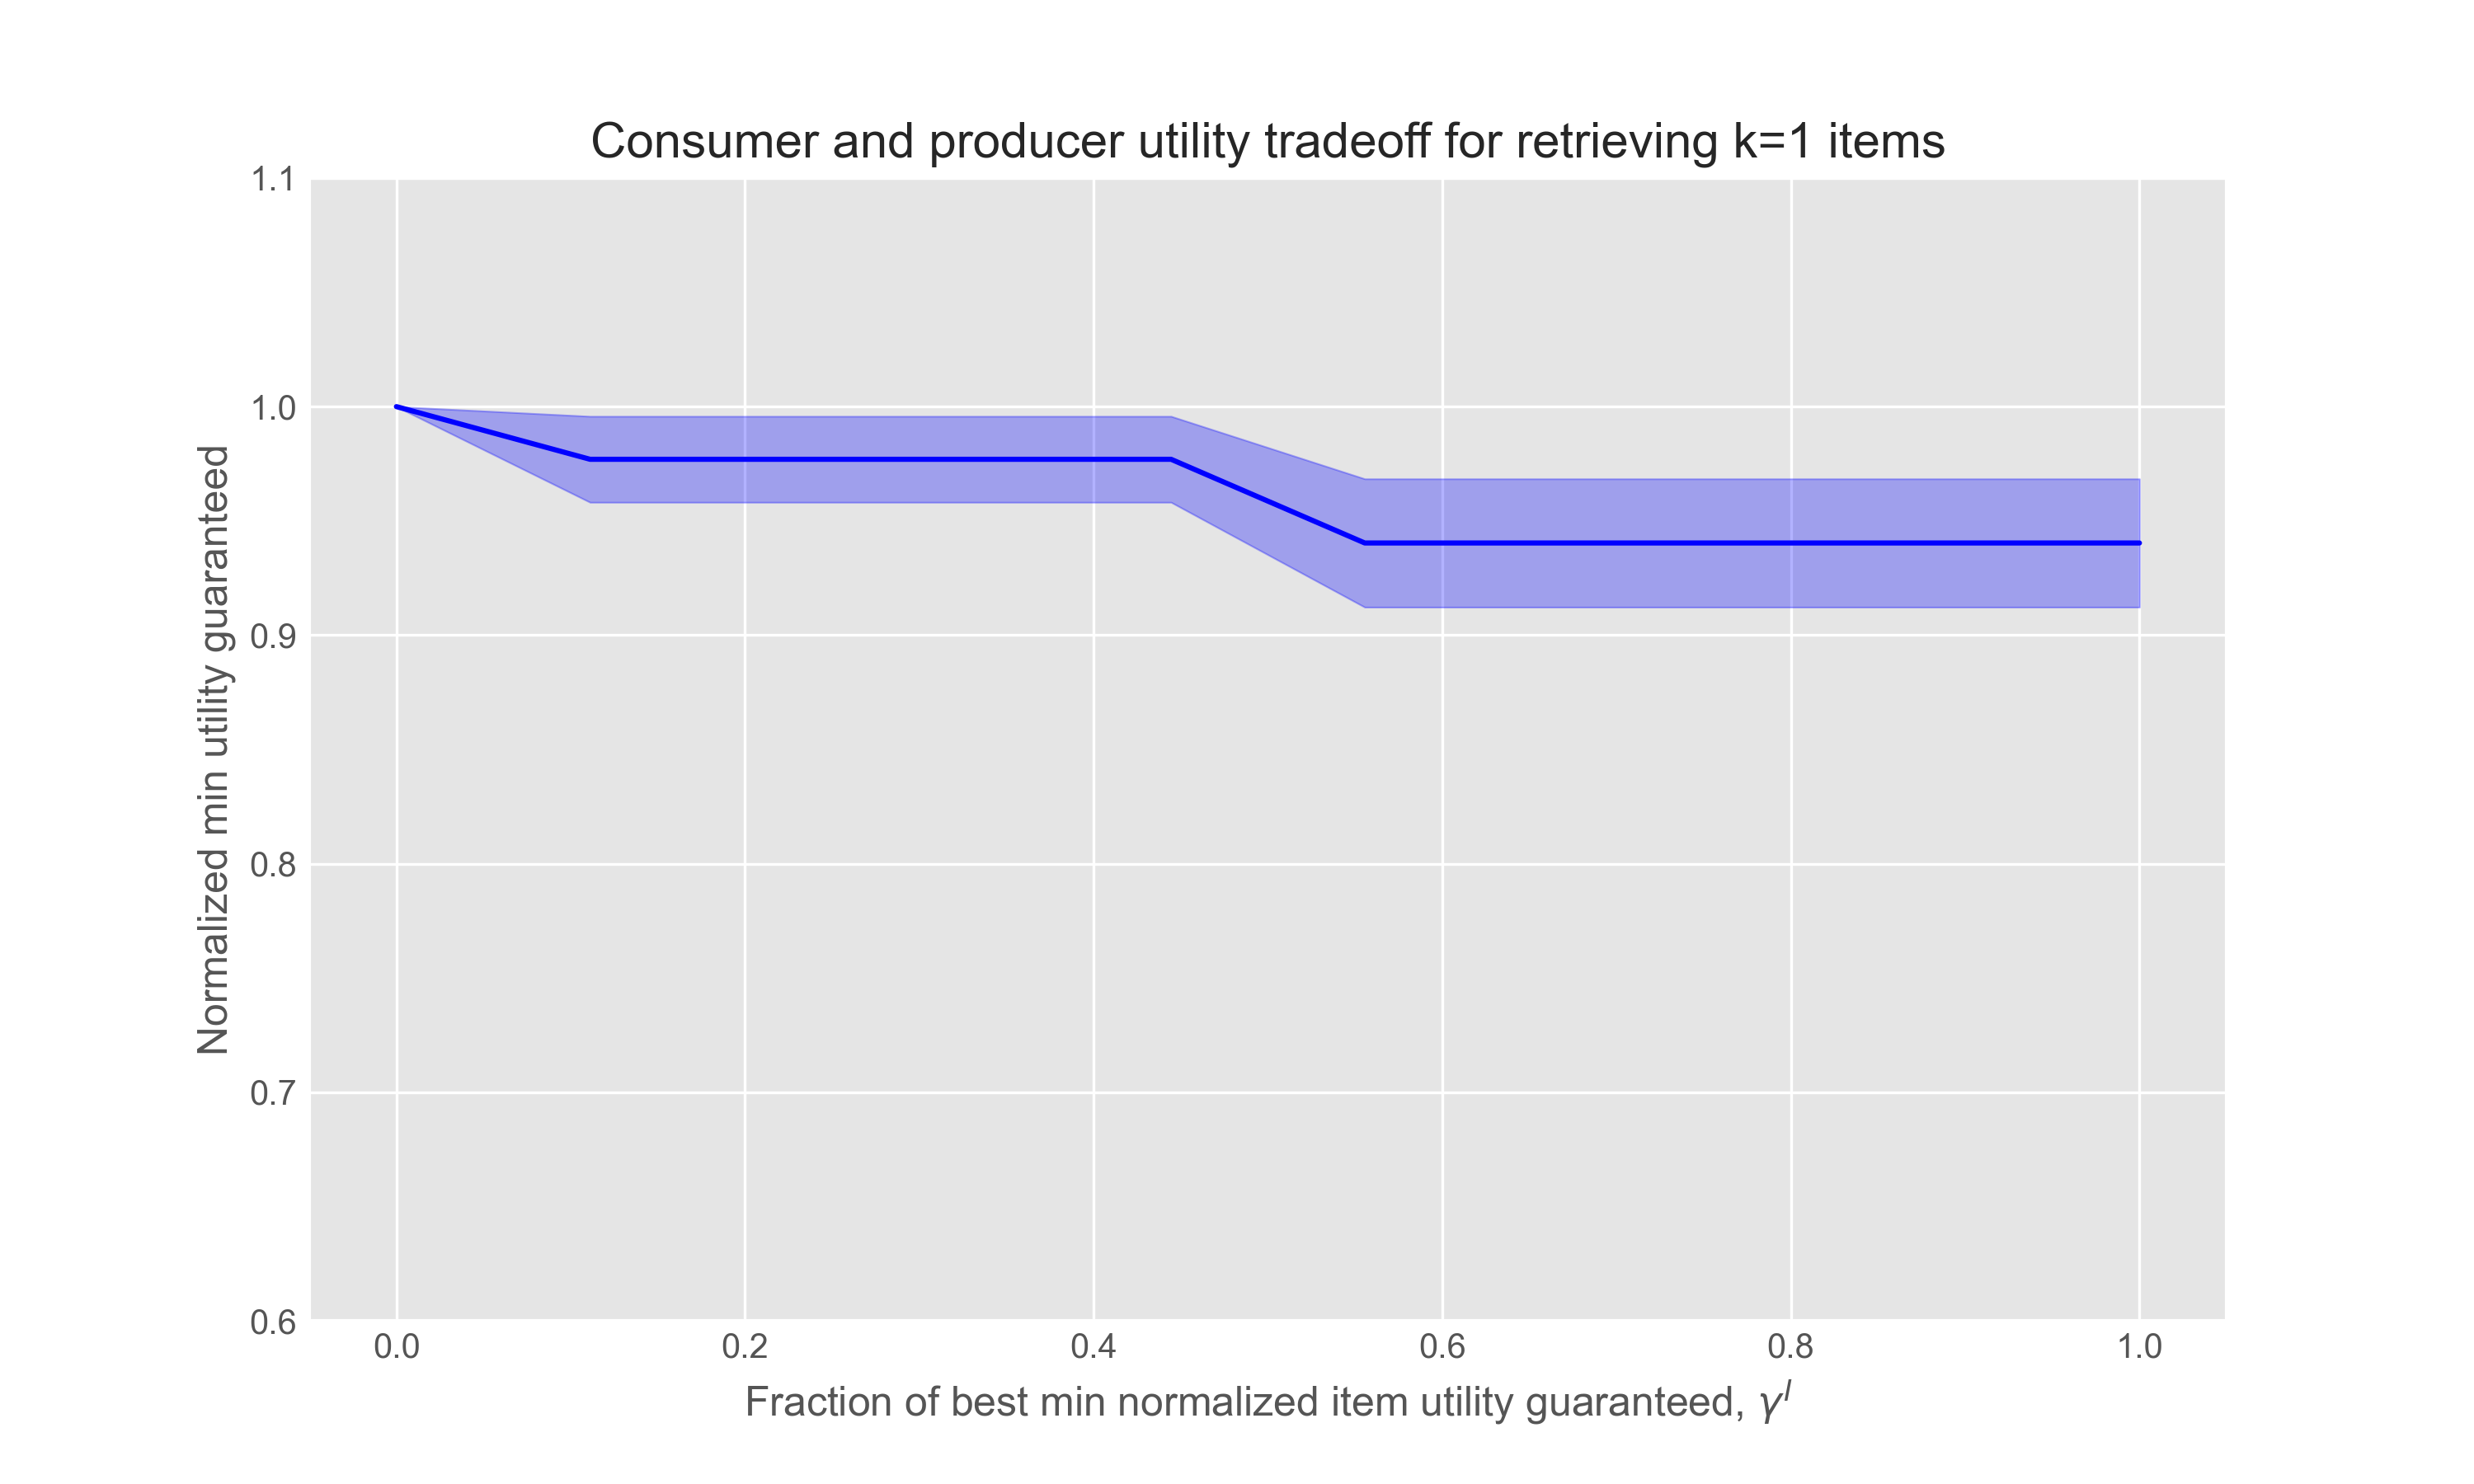 Consumer and producer utility tradeoff for retrieving k=1 items
1.1
1.0
0.9
0.8
0.7
0.6
Normalized min utility guaranteed
0.0 0.2 0.4 0.6 0.8 1.0
Fraction of best min normalized item utility guaranteed, γ^I